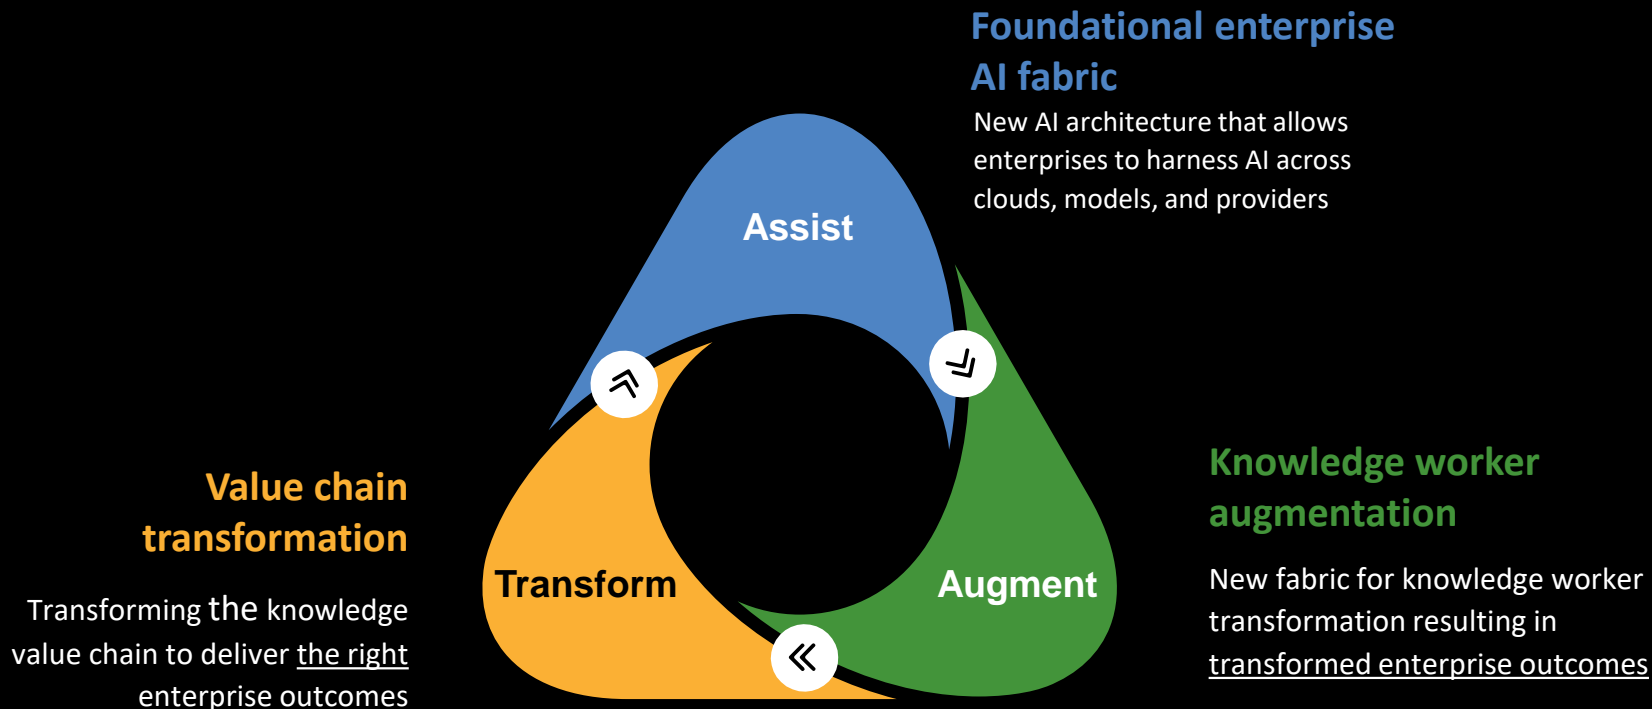 Foundational enterprise
AI fabric
New AI architecture that allows
enterprises to harness AI across
clouds, models, and providers
Assist
Value chain
transformation
Transforming the knowledge
value chain to deliver the right
enterprise outcomes
Transform
Augment
Knowledge worker
augmentation
New fabric for knowledge worker
transformation resulting in
transformed enterprise outcomes